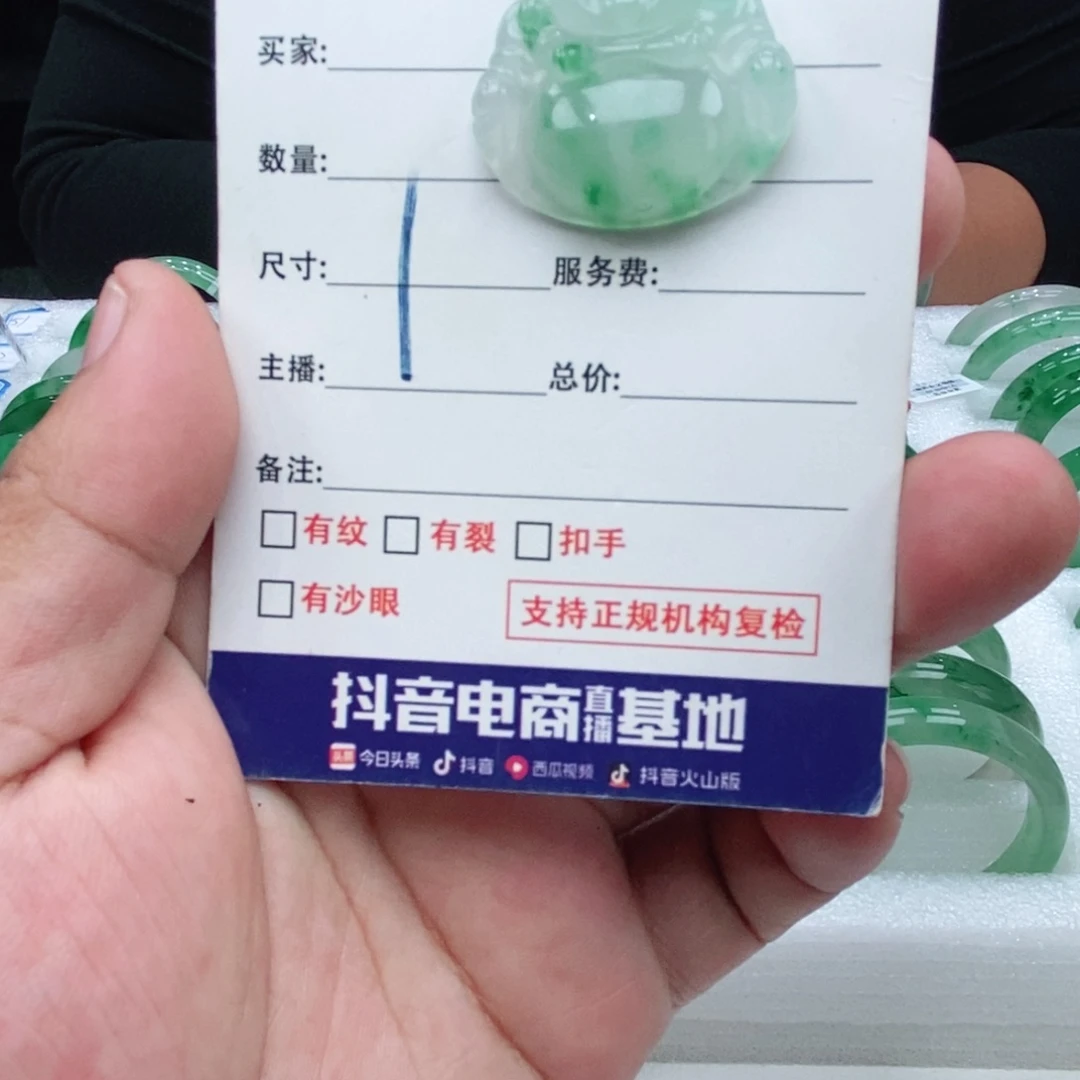 买家:
数量:
尺寸: 服务费:
主播: 总价:
备注:
有纹 有裂 扣手
有沙眼 支持正规机构复检
抖音电商直播基地
头条 今日头条 抖音 西瓜视频 抖音火山版